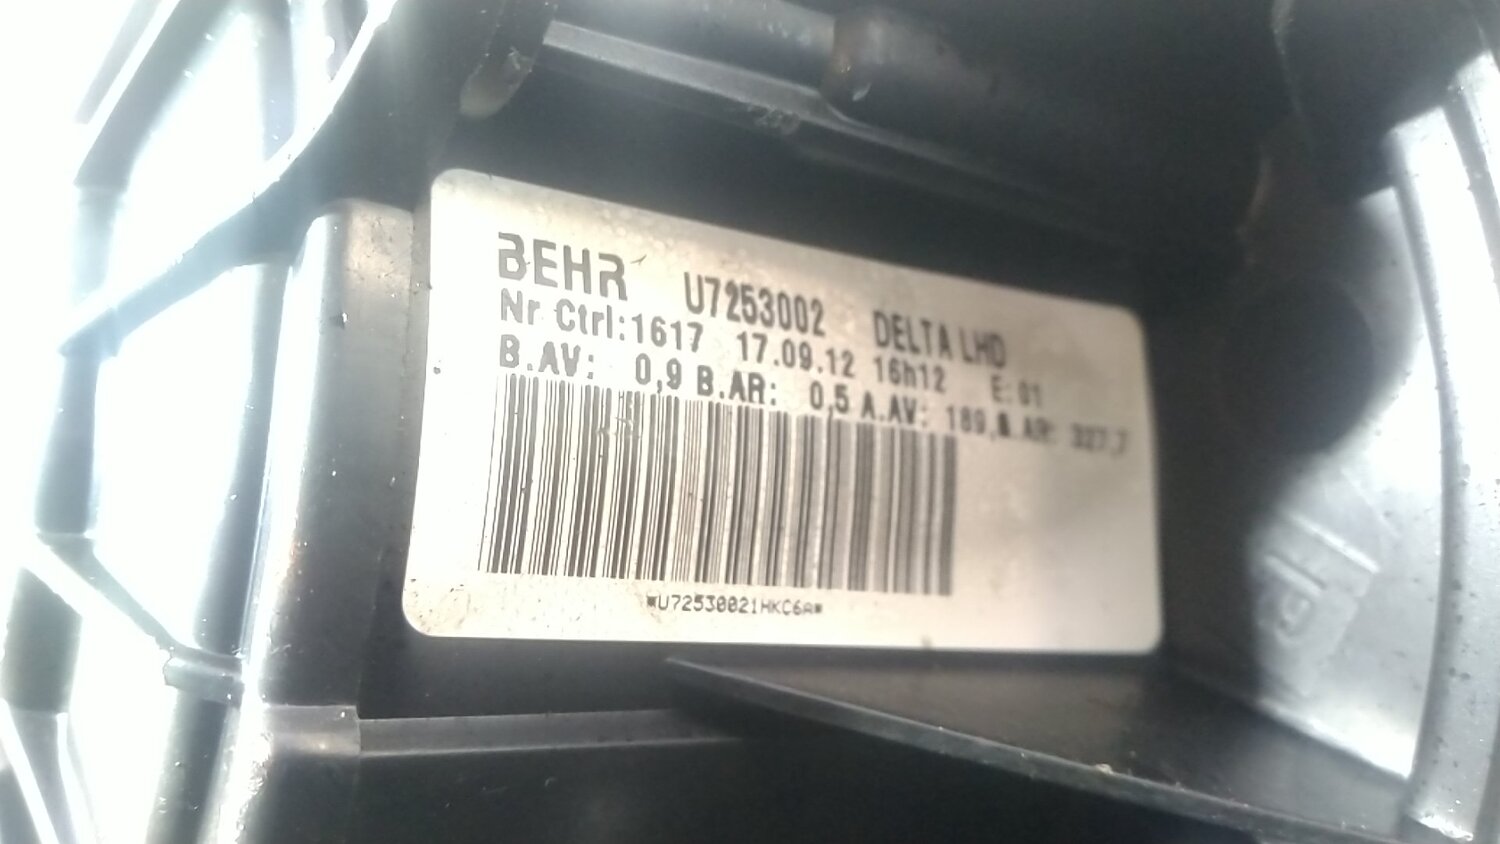 BEHR U7253002 DELTA LHD
Nr Ctrl:1617 17.09.12 16h12 E:01
B.AV: 0,9 B.AR: 0,5 A.AV: 189, .AR: 327,7
*U72530021HKC6A*